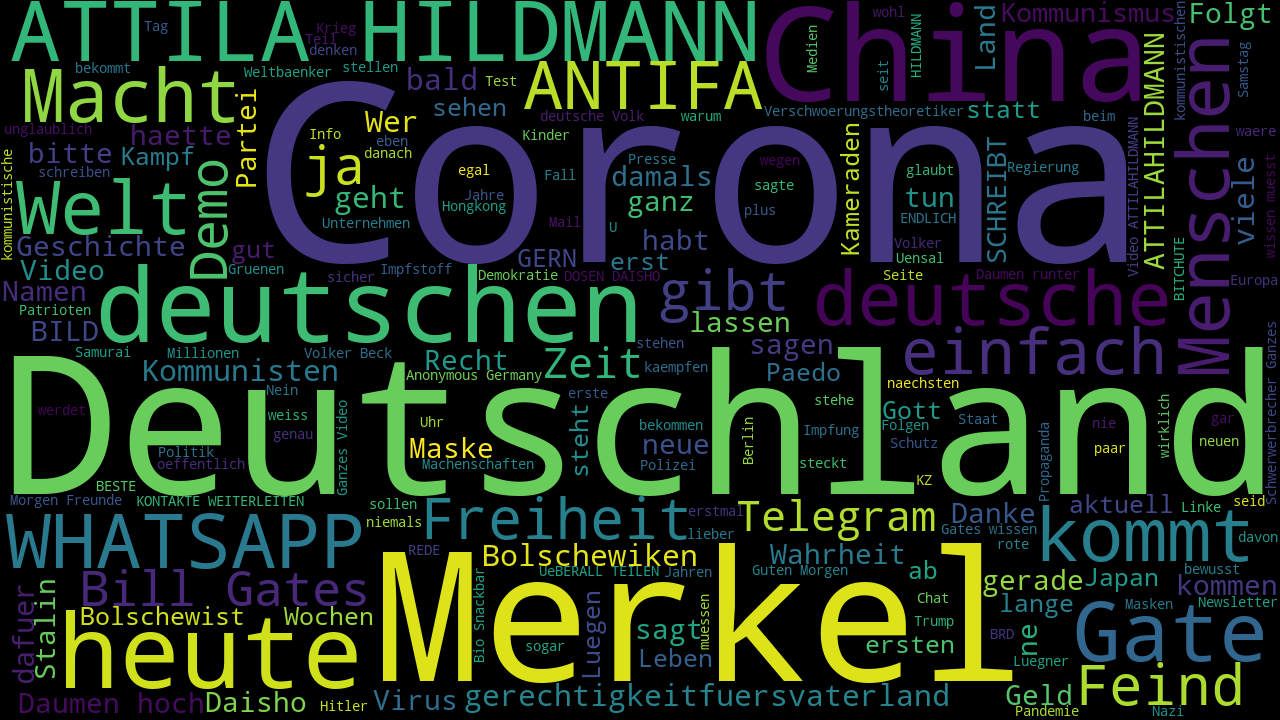 ATTILA HILDMANN
Tag
Krieg
Teil
denken
China
wohl
Medien
seit
HILDMANN
Land
Kommunismus
kommunistischen
Folgt
bekommt
Weltbaenker
stellen
bald
Test
ANTIFA
Macht
sehen
deutsche Volk
warum
Verschwoerungstheoretiker
statt
beim
ATTILAHILDMANN
Menschen
Samstag
unglaublich
haette
Partei
Corona
Info
Wer
eben
danach
Kinder
waere
bitte
Kampf
schreiben
ja
egal
Jahre
geht
Hongkong
Unternehmen
Presse
Fall
damals
wegen
sagte
plus
Kameraden
glaubt
tun
ENDLICH
SCHREIBT
Regierung
Video ATTILAHILDMANN
viele
wissen muesst
kommunistische
Welt
Demo
ganz
Mail
U
habt
Volker
Uensal
Geschichte
gut
GERN
erst
Video
Gruenen
sicher
Impfstoff
Demokratie
DOSEN DAISHO
Seite
Daumen runter
BITCHUTE
Europa
Namen
Patrioten
BILD
deutschen
gibt
lassen
deutsche
Samurai
Millionen
Volker Beck
stehen
sagen
einfach
Schwerverbrecher Ganzes
Kommunisten
Recht
Zeit
kaempfen
Paedo
Anonymous Germany
naechsten
Deutschland
werdet
Nein
weiss
genau
Ganzes Video
Uhr
Maske
erste
steht
bekommen
neue
Berlin
stehe
Impfung
Gott
Folgen
Schutz
Staat
Propaganda
nie
paar
wirklich
gar
neuen
Politik
oeffentlich
Machenschaften
Polizei
steckt
KZ
BESTE
Morgen Freunde
KONTAKTE WEITERLEITEN
sollen
niemals
Freiheit
erstmal
lieber
Telegram
Danke
Gates wissen
rote
aktuell
Linke
seid
davon
kommt
WHATSAPP
REDE
Bolschewiken
Wahrheit
UeBERALL TEILEN
Jahren
Guten Morgen
ab
gerade
Japan
bewusst
kommen
Bill Gates
dafuer
Stalin
Bolschewist
Wochen
Merkel
Bio Snackbar
Luegen
muessen
Chat
Trump
lange
Masken
Newsletter
heute
sogar
sagt
Leben
ersten
BRD
ne
Luegner
Gate
Daumen hoch
Daisho
Hitler
Virus
gerechtigkeitfuersvaterland
Geld
Pandemie
Feind
Nazi